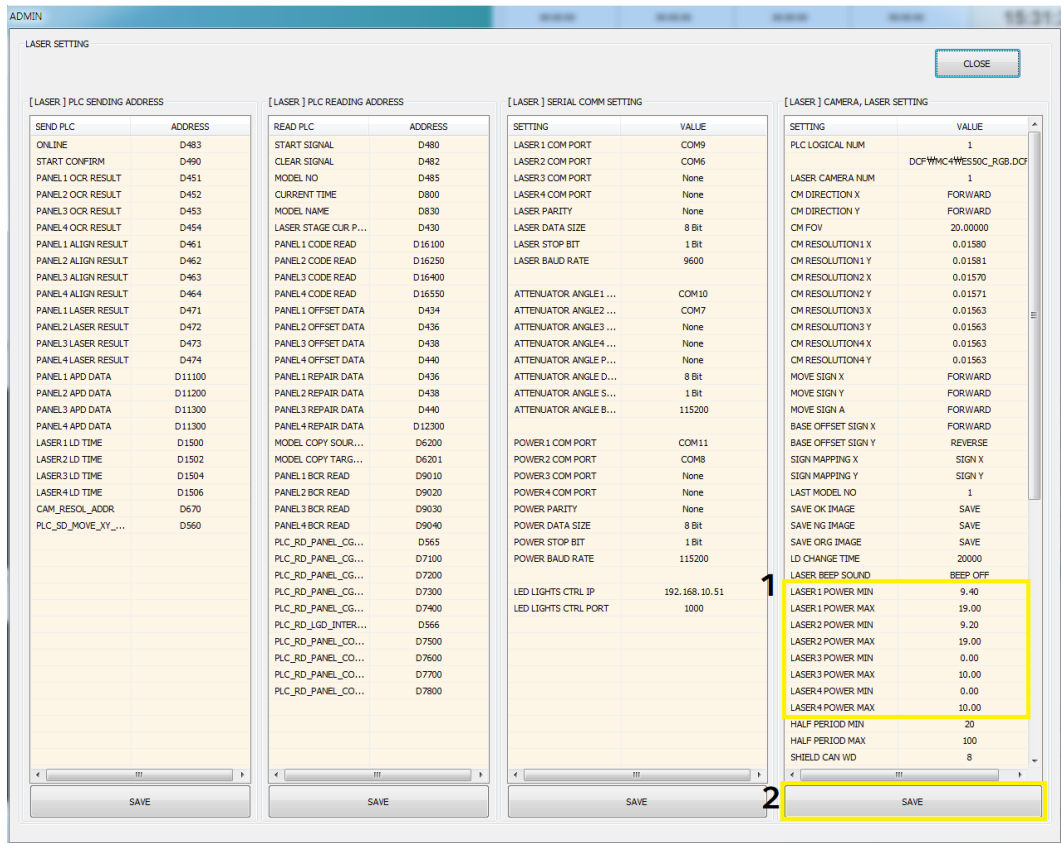 ADMIN
LASER SETTING
CLOSE
[ LASER ] PLC SENDING ADDRESS
SEND PLC ADDRESS
ONLINE D483
START CONFIRM D490
PANEL1 OCR RESULT D451
PANEL2 OCR RESULT D452
PANEL3 OCR RESULT D453
PANEL4 OCR RESULT D454
PANEL1 ALIGN RESULT D461
PANEL2 ALIGN RESULT D462
PANEL3 ALIGN RESULT D463
PANEL4 ALIGN RESULT D464
PANEL1 LASER RESULT D471
PANEL2 LASER RESULT D472
PANEL3 LASER RESULT D473
PANEL4 LASER RESULT D474
PANEL1 APD DATA D11100
PANEL2 APD DATA D11200
PANEL3 APD DATA D11300
PANEL4 APD DATA D11300
LASER1 LD TIME D1500
LASER2 LD TIME D1502
LASER3 LD TIME D1504
LASER4 LD TIME D1506
CAM_RESOL_ADDR D670
PLC_SD_MOVE_XY_... D560
SAVE
[ LASER ] PLC READING ADDRESS
READ PLC ADDRESS
START SIGNAL D480
CLEAR SIGNAL D482
MODEL NO D485
CURRENT TIME D800
MODEL NAME D830
LASER STAGE CUR P... D430
PANEL1 CODE READ D16100
PANEL2 CODE READ D16250
PANEL3 CODE READ D16400
PANEL4 CODE READ D16550
PANEL1 OFFSET DATA D434
PANEL2 OFFSET DATA D436
PANEL3 OFFSET DATA D438
PANEL4 OFFSET DATA D440
PANEL1 REPAIR DATA D436
PANEL2 REPAIR DATA D438
PANEL3 REPAIR DATA D440
PANEL4 REPAIR DATA D12300
MODEL COPY SOUR... D6200
MODEL COPY TARG... D6201
PANEL1 BCR READ D9010
PANEL2 BCR READ D9020
PANEL3 BCR READ D9030
PANEL4 BCR READ D9040
PLC_RD_PANEL_CG... D565
PLC_RD_PANEL_CG... D7100
PLC_RD_PANEL_CG... D7200
PLC_RD_PANEL_CG... D7300
PLC_RD_PANEL_CG... D7400
PLC_RD_LGD_INTER... D566
PLC_RD_PANEL_CO... D7500
PLC_RD_PANEL_CO... D7600
PLC_RD_PANEL_CO... D7700
PLC_RD_PANEL_CO... D7800
SAVE
[ LASER ] SERIAL COMM SETTING
SETTING VALUE
LASER1 COM PORT COM9
LASER2 COM PORT COM6
LASER3 COM PORT None
LASER4 COM PORT None
LASER PARITY None
LASER DATA SIZE 8 Bit
LASER STOP BIT 1 Bit
LASER BAUD RATE 9600
ATTENUATOR ANGLE1 ... COM10
ATTENUATOR ANGLE2 ... COM7
ATTENUATOR ANGLE3 ... None
ATTENUATOR ANGLE4 ... None
ATTENUATOR ANGLE P... None
ATTENUATOR ANGLE D... 8 Bit
ATTENUATOR ANGLE S... 1 Bit
ATTENUATOR ANGLE B... 115200
POWER1 COM PORT COM11
POWER2 COM PORT COM8
POWER3 COM PORT None
POWER4 COM PORT None
POWER PARITY None
POWER DATA SIZE 8 Bit
POWER STOP BIT 1 Bit
POWER BAUD RATE 115200
LED LIGHTS CTRL IP 192.168.10.51
LED LIGHTS CTRL PORT 1000
SAVE
[ LASER ] CAMERA, LASER SETTING
SETTING VALUE
PLC LOGICAL NUM 1
DCF₩MC4₩ES50C_RGB.DCF
LASER CAMERA NUM 1
CM DIRECTION X FORWARD
CM DIRECTION Y FORWARD
CM FOV 20.00000
CM RESOLUTION1 X 0.01580
CM RESOLUTION1 Y 0.01581
CM RESOLUTION2 X 0.01570
CM RESOLUTION2 Y 0.01571
CM RESOLUTION3 X 0.01563
CM RESOLUTION3 Y 0.01563
CM RESOLUTION4 X 0.01563
CM RESOLUTION4 Y 0.01563
MOVE SIGN X FORWARD
MOVE SIGN Y FORWARD
MOVE SIGN A FORWARD
BASE OFFSET SIGN X FORWARD
BASE OFFSET SIGN Y REVERSE
SIGN MAPPING X SIGN X
SIGN MAPPING Y SIGN Y
LAST MODEL NO 1
SAVE OK IMAGE SAVE
SAVE NG IMAGE SAVE
SAVE ORG IMAGE SAVE
LD CHANGE TIME 20000
LASER BEEP SOUND BEEP OFF
1
LASER1 POWER MIN 9.40
LASER1 POWER MAX 19.00
LASER2 POWER MIN 9.20
LASER2 POWER MAX 19.00
LASER3 POWER MIN 0.00
LASER3 POWER MAX 10.00
LASER4 POWER MIN 0.00
LASER4 POWER MAX 10.00
HALF PERIOD MIN 20
HALF PERIOD MAX 100
SHIELD CAN WD 8
2
SAVE